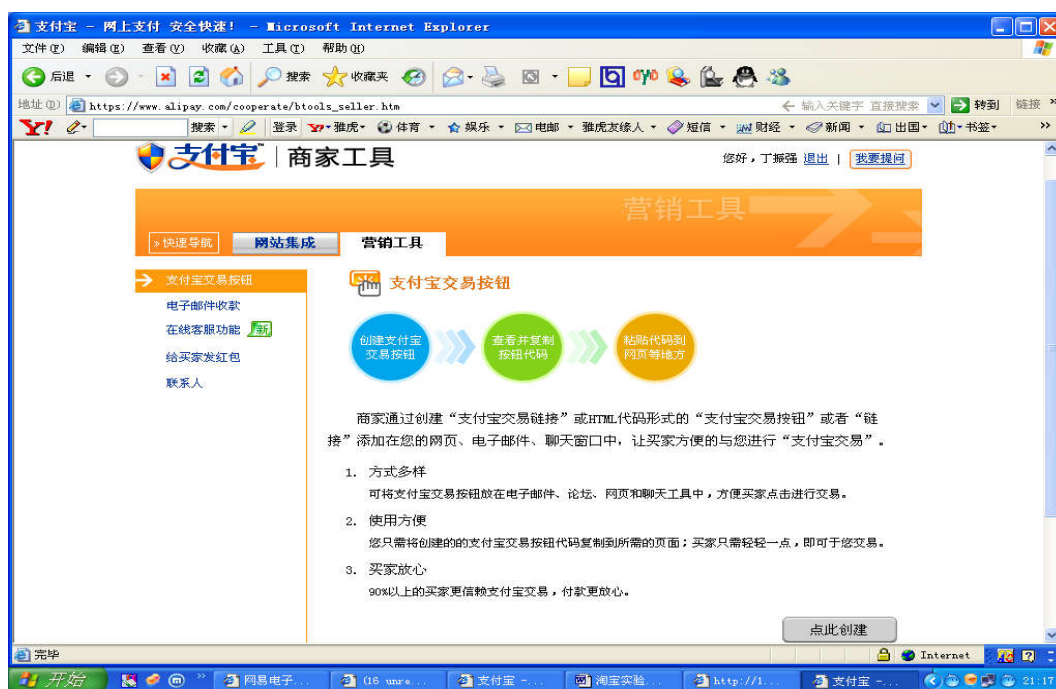 支付宝 - 网上支付 安全快速！ - Microsoft Internet Explorer
文件(F) 编辑(E) 查看(V) 收藏(A) 工具(T) 帮助(H)
后退 搜索 收藏夹
地址(D) https://www.alipay.com/cooperate/btools_seller.htm 输入关键字 直接搜索 转到 链接 »
Y! 搜索 登录 雅虎 体育 娱乐 电邮 雅虎友缘人 短信 财经 新闻 出国 书签 »
支付宝 | 商家工具 您好，丁振强 退出 | 我要提问
营销工具
»快速导航 网站集成 营销工具
支付宝交易按钮
电子邮件收款
在线客服功能 新
给买家发红包
联系人
支付宝交易按钮
创建支付宝
交易按钮
查看并复制
按钮代码
粘贴代码到
网页等地方
商家通过创建“支付宝交易链接”或HTML代码形式的“支付宝交易按钮”或者“链
接”添加在您的网页、电子邮件、聊天窗口中，让买家方便的与您进行“支付宝交易”。
1. 方式多样
可将支付宝交易按钮放在电子邮件、论坛、网页和聊天工具中，方便买家点击进行交易。
2. 使用方便
您只需将创建的的支付宝交易按钮代码复制到所需的页面；买家只需轻轻一点，即可于您交易。
3. 买家放心
90%以上的买家更信赖支付宝交易，付款更放心。
点此创建
完毕 Internet
开始 » 网易电子... (16 unre... 支付宝 -... 淘宝实验... http://1... 支付宝 -... 21:17